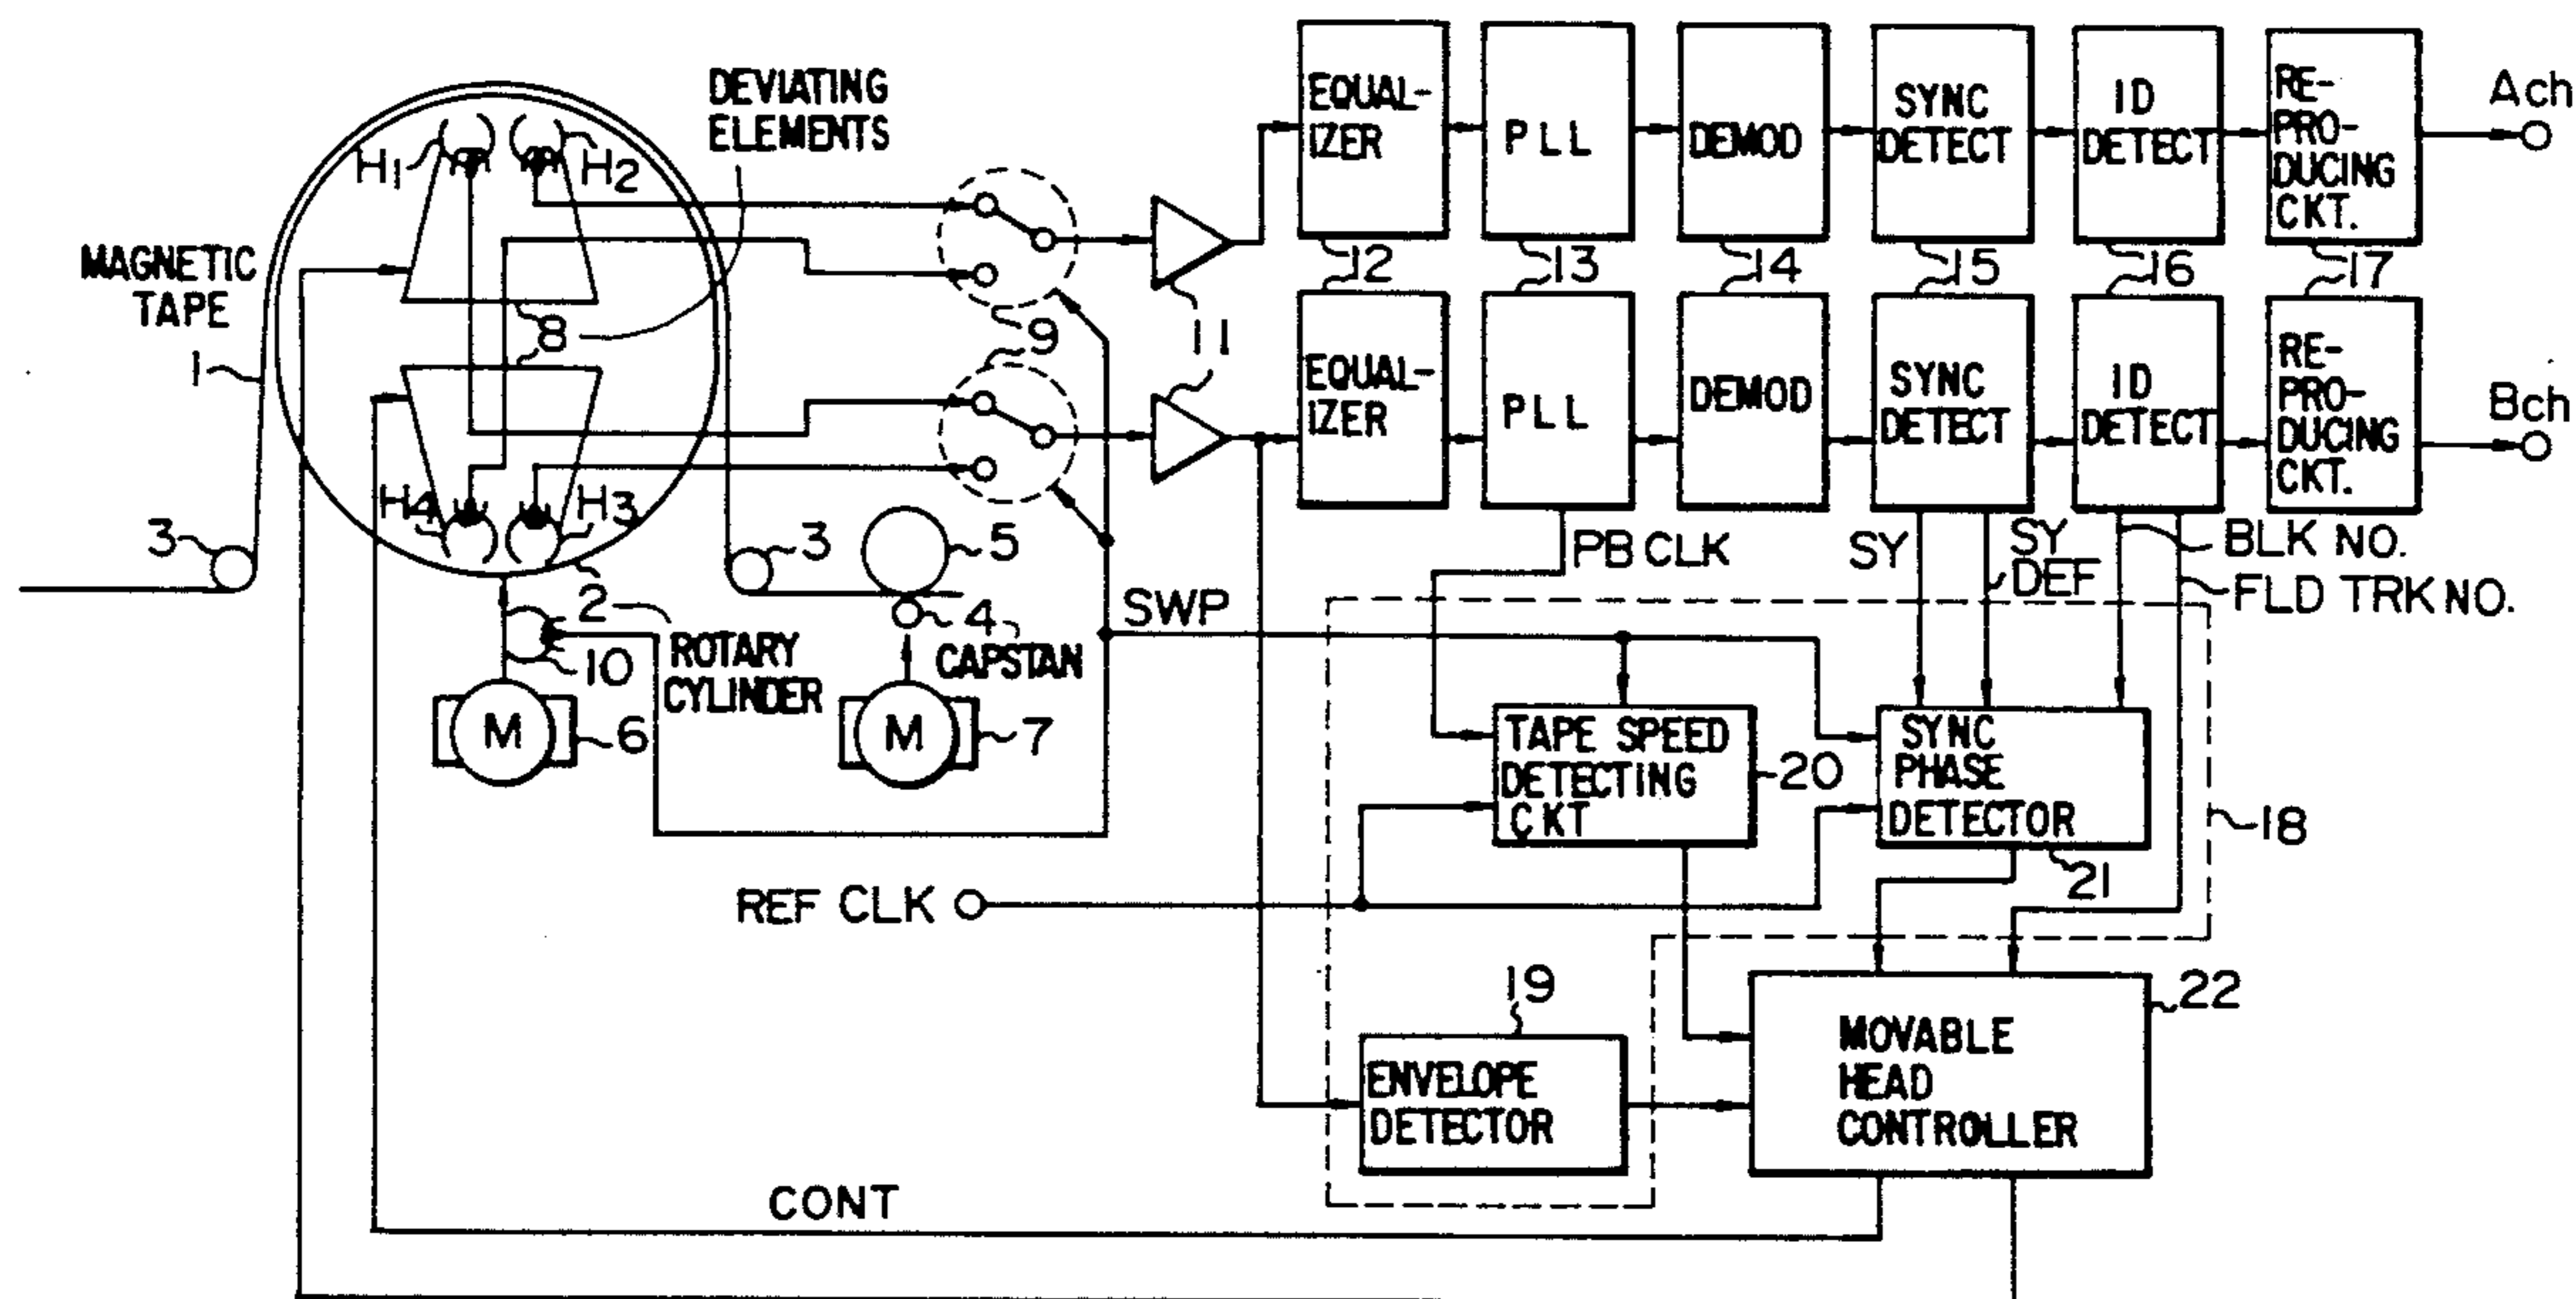 DEVIATING
ELEMENTS
MAGNETIC
TAPE
1
H1
H2
H4
H3
8
8
3
3
2
2
ROTARY
CYLINDER
10
M
6
M
7
5
4
CAPSTAN
9
9
11
EQUAL-
IZER
PLL
DEMOD
SYNC
DETECT
ID
DETECT
RE-
PRO-
DUCING
CKT.
Ach
12
13
14
15
16
17
EQUAL-
IZER
PLL
DEMOD
SYNC
DETECT
ID
DETECT
RE-
PRO-
DUCING
CKT.
Bch
PB CLK
SY
SY
DEF
BLK NO.
FLD TRK NO.
SWP
TAPE SPEED
DETECTING
CKT
20
SYNC
PHASE
DETECTOR
21
18
REF CLK
19
ENVELOPE
DETECTOR
MOVABLE
HEAD
CONTROLLER
22
CONT